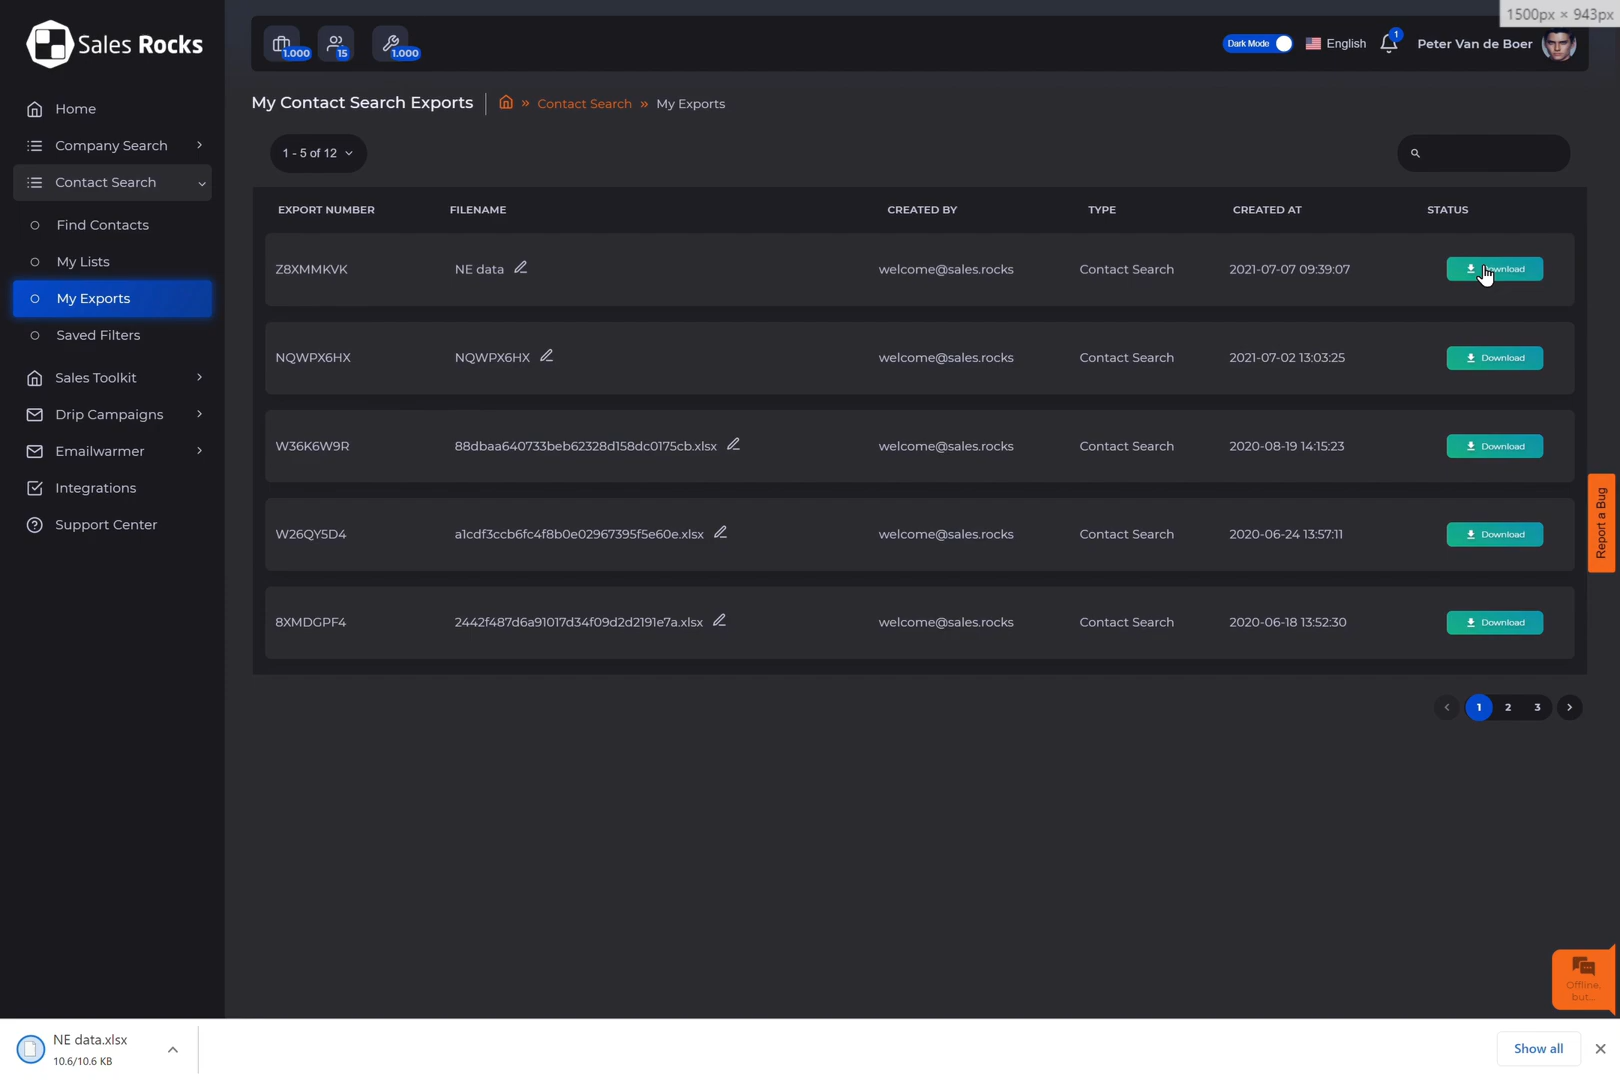 1500px × 943px
Sales Rocks
1.000
15
1.000
Dark Mode
English
1
Peter Van de Boer
Home
Company Search
Contact Search
Find Contacts
My Lists
My Exports
Saved Filters
Sales Toolkit
Drip Campaigns
Emailwarmer
Integrations
Support Center
My Contact Search Exports
» Contact Search » My Exports
1 - 5 of 12
EXPORT NUMBER FILENAME CREATED BY TYPE CREATED AT STATUS
Z8XMMKVK NE data welcome@sales.rocks Contact Search 2021-07-07 09:39:07
NQWPX6HX NQWPX6HX welcome@sales.rocks Contact Search 2021-07-02 13:03:25 Download
W36K6W9R 88dbaa640733beb62328d158dc0175cb.xlsx welcome@sales.rocks Contact Search 2020-08-19 14:15:23 Download
W26QY5D4 a1cdf3ccb6fc4f8b0e02967395f5e60e.xlsx welcome@sales.rocks Contact Search 2020-06-24 13:57:11 Download
8XMDGPF4 2442f487d6a91017d34f09d2d2191e7a.xlsx welcome@sales.rocks Contact Search 2020-06-18 13:52:30 Download
1 2 3
Report a Bug
Offline,
but...
NE data.xlsx
10.6/10.6 KB
Show all